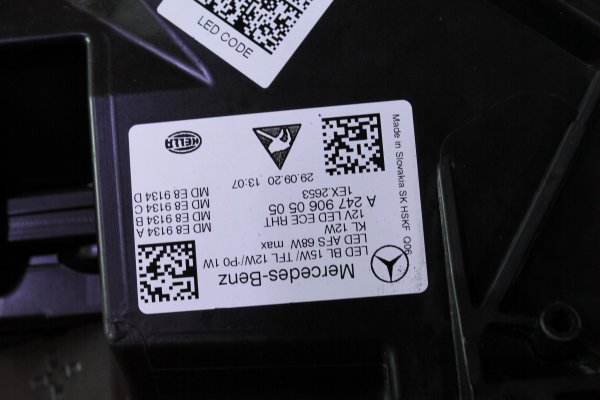 LED CODE
Mercedes-Benz
LED BL 15W/ TFL 12W/P0 1W
LED AFS 68W max
KL 12W
12V LED ECE RHT
A 247 906 05 05
1EX.2653
29.09.20 13:07
MD E8 9134 A
MD E8 9134 B
MD E8 9134 C
MD E8 9134 D
HELLA
Made in Slovakia SK HSKF Q06